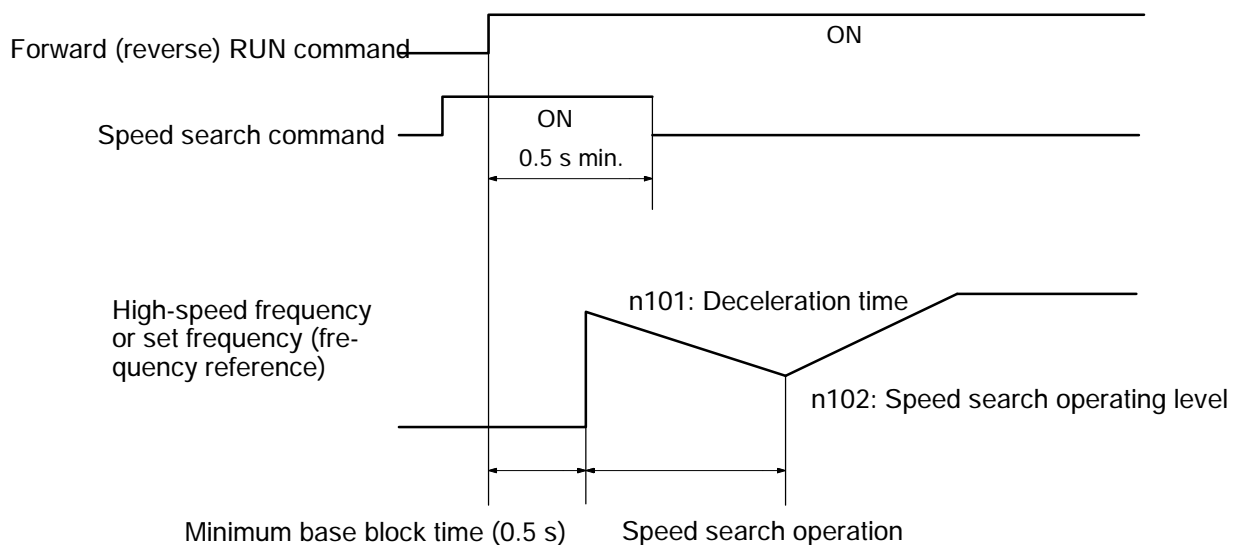 Forward (reverse) RUN command
ON
Speed search command
ON
0.5 s min.
High-speed frequency
or set frequency (fre-
quency reference)
n101: Deceleration time
n102: Speed search operating level
Minimum base block time (0.5 s)
Speed search operation